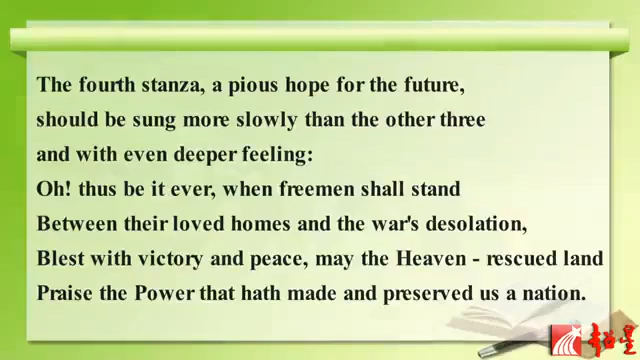 The fourth stanza, a pious hope for the future,
should be sung more slowly than the other three
and with even deeper feeling:
Oh! thus be it ever, when freemen shall stand
Between their loved homes and the war's desolation,
Blest with victory and peace, may the Heaven - rescued land
Praise the Power that hath made and preserved us a nation.